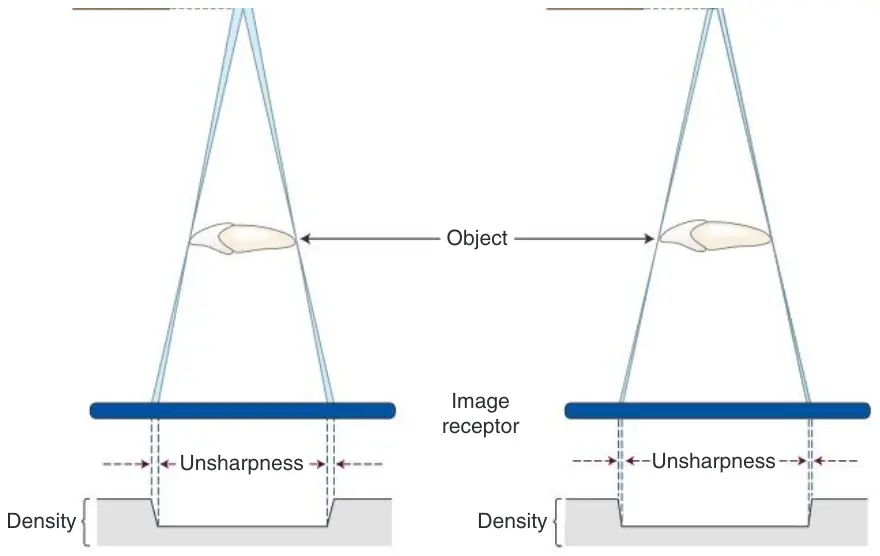 Object
Image
receptor
Unsharpness
Unsharpness
Density
Density